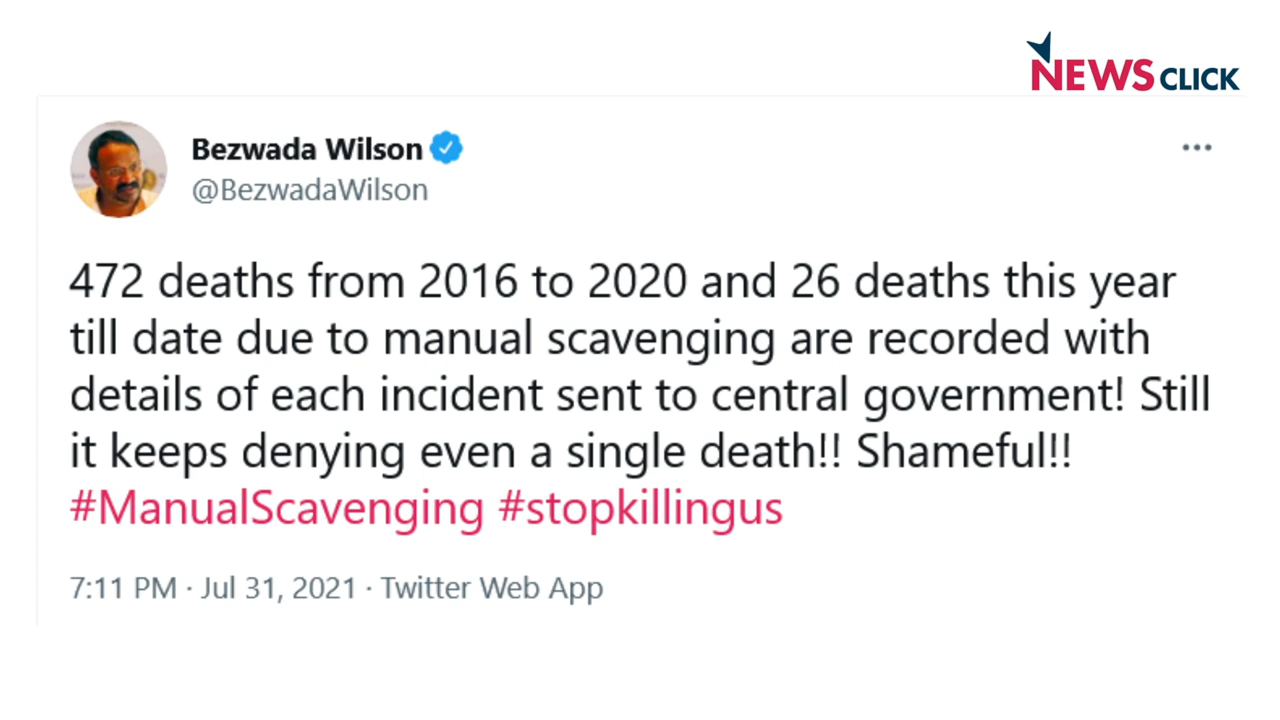 NEWS CLICK
Bezwada Wilson
@BezwadaWilson
472 deaths from 2016 to 2020 and 26 deaths this year
till date due to manual scavenging are recorded with
details of each incident sent to central government! Still
it keeps denying even a single death!! Shameful!!
#ManualScavenging #stopkillingus
7:11 PM · Jul 31, 2021 · Twitter Web App